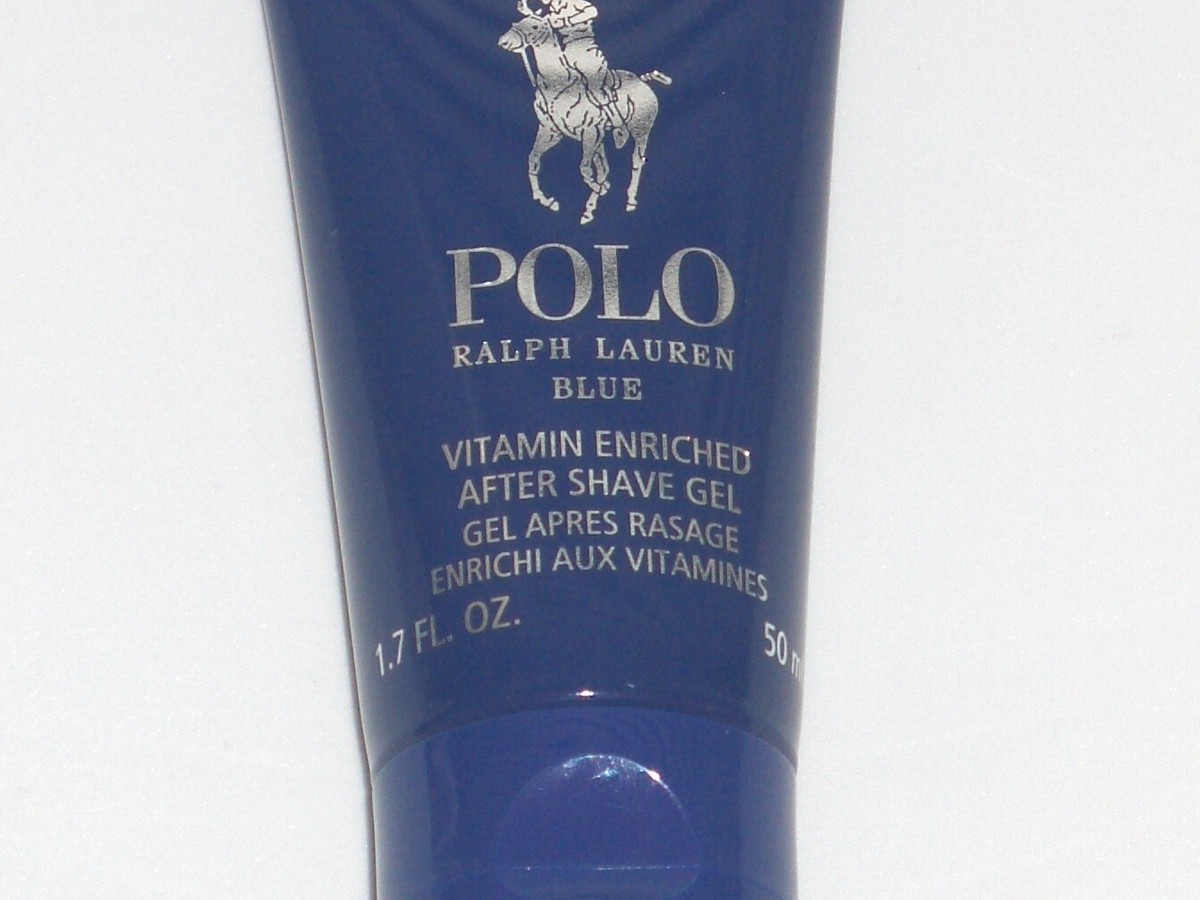 POLO
RALPH LAUREN
BLUE
VITAMIN ENRICHED
AFTER SHAVE GEL
GEL APRES RASAGE
ENRICHI AUX VITAMINES
1.7 FL. OZ. 50 m